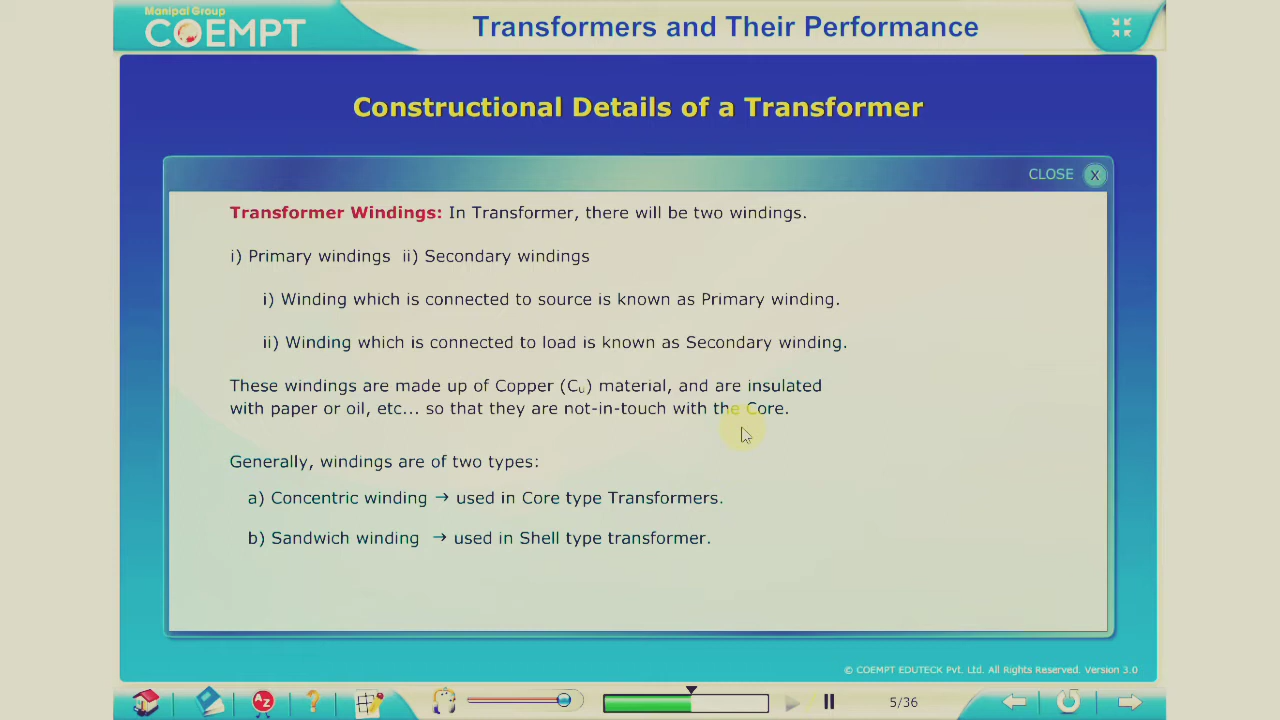 Manipal Group
COEMPT
Transformers and Their Performance
Constructional Details of a Transformer
CLOSE X
Transformer Windings: In Transformer, there will be two windings.
i) Primary windings ii) Secondary windings
i) Winding which is connected to source is known as Primary winding.
ii) Winding which is connected to load is known as Secondary winding.
These windings are made up of Copper (Cu) material, and are insulated
with paper or oil, etc... so that they are not-in-touch with the Core.
Generally, windings are of two types:
a) Concentric winding → used in Core type Transformers.
b) Sandwich winding → used in Shell type transformer.
© COEMPT EDUTECK Pvt. Ltd. All Rights Reserved. Version 3.0
AZ
?
5/36